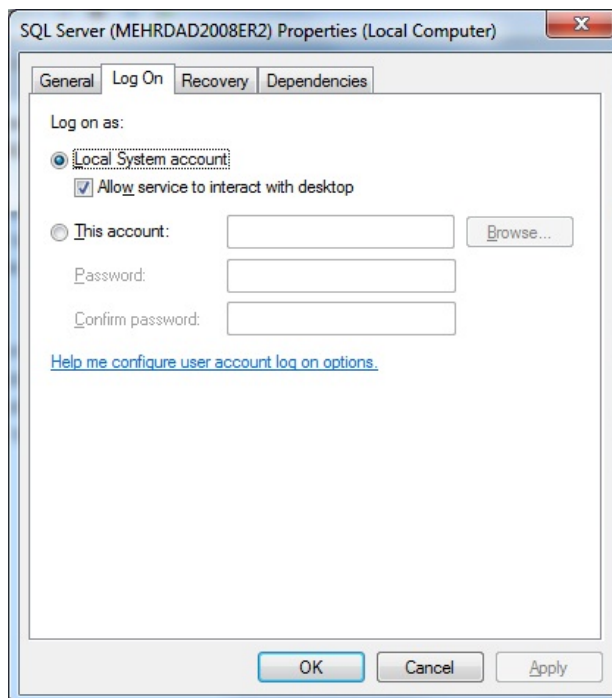 SQL Server (MEHRDAD2008ER2) Properties (Local Computer)
General Log On Recovery Dependencies
Log on as:
Local System account
Allow service to interact with desktop
This account: Browse...
Password:
Confirm password:
Help me configure user account log on options.
OK Cancel Apply